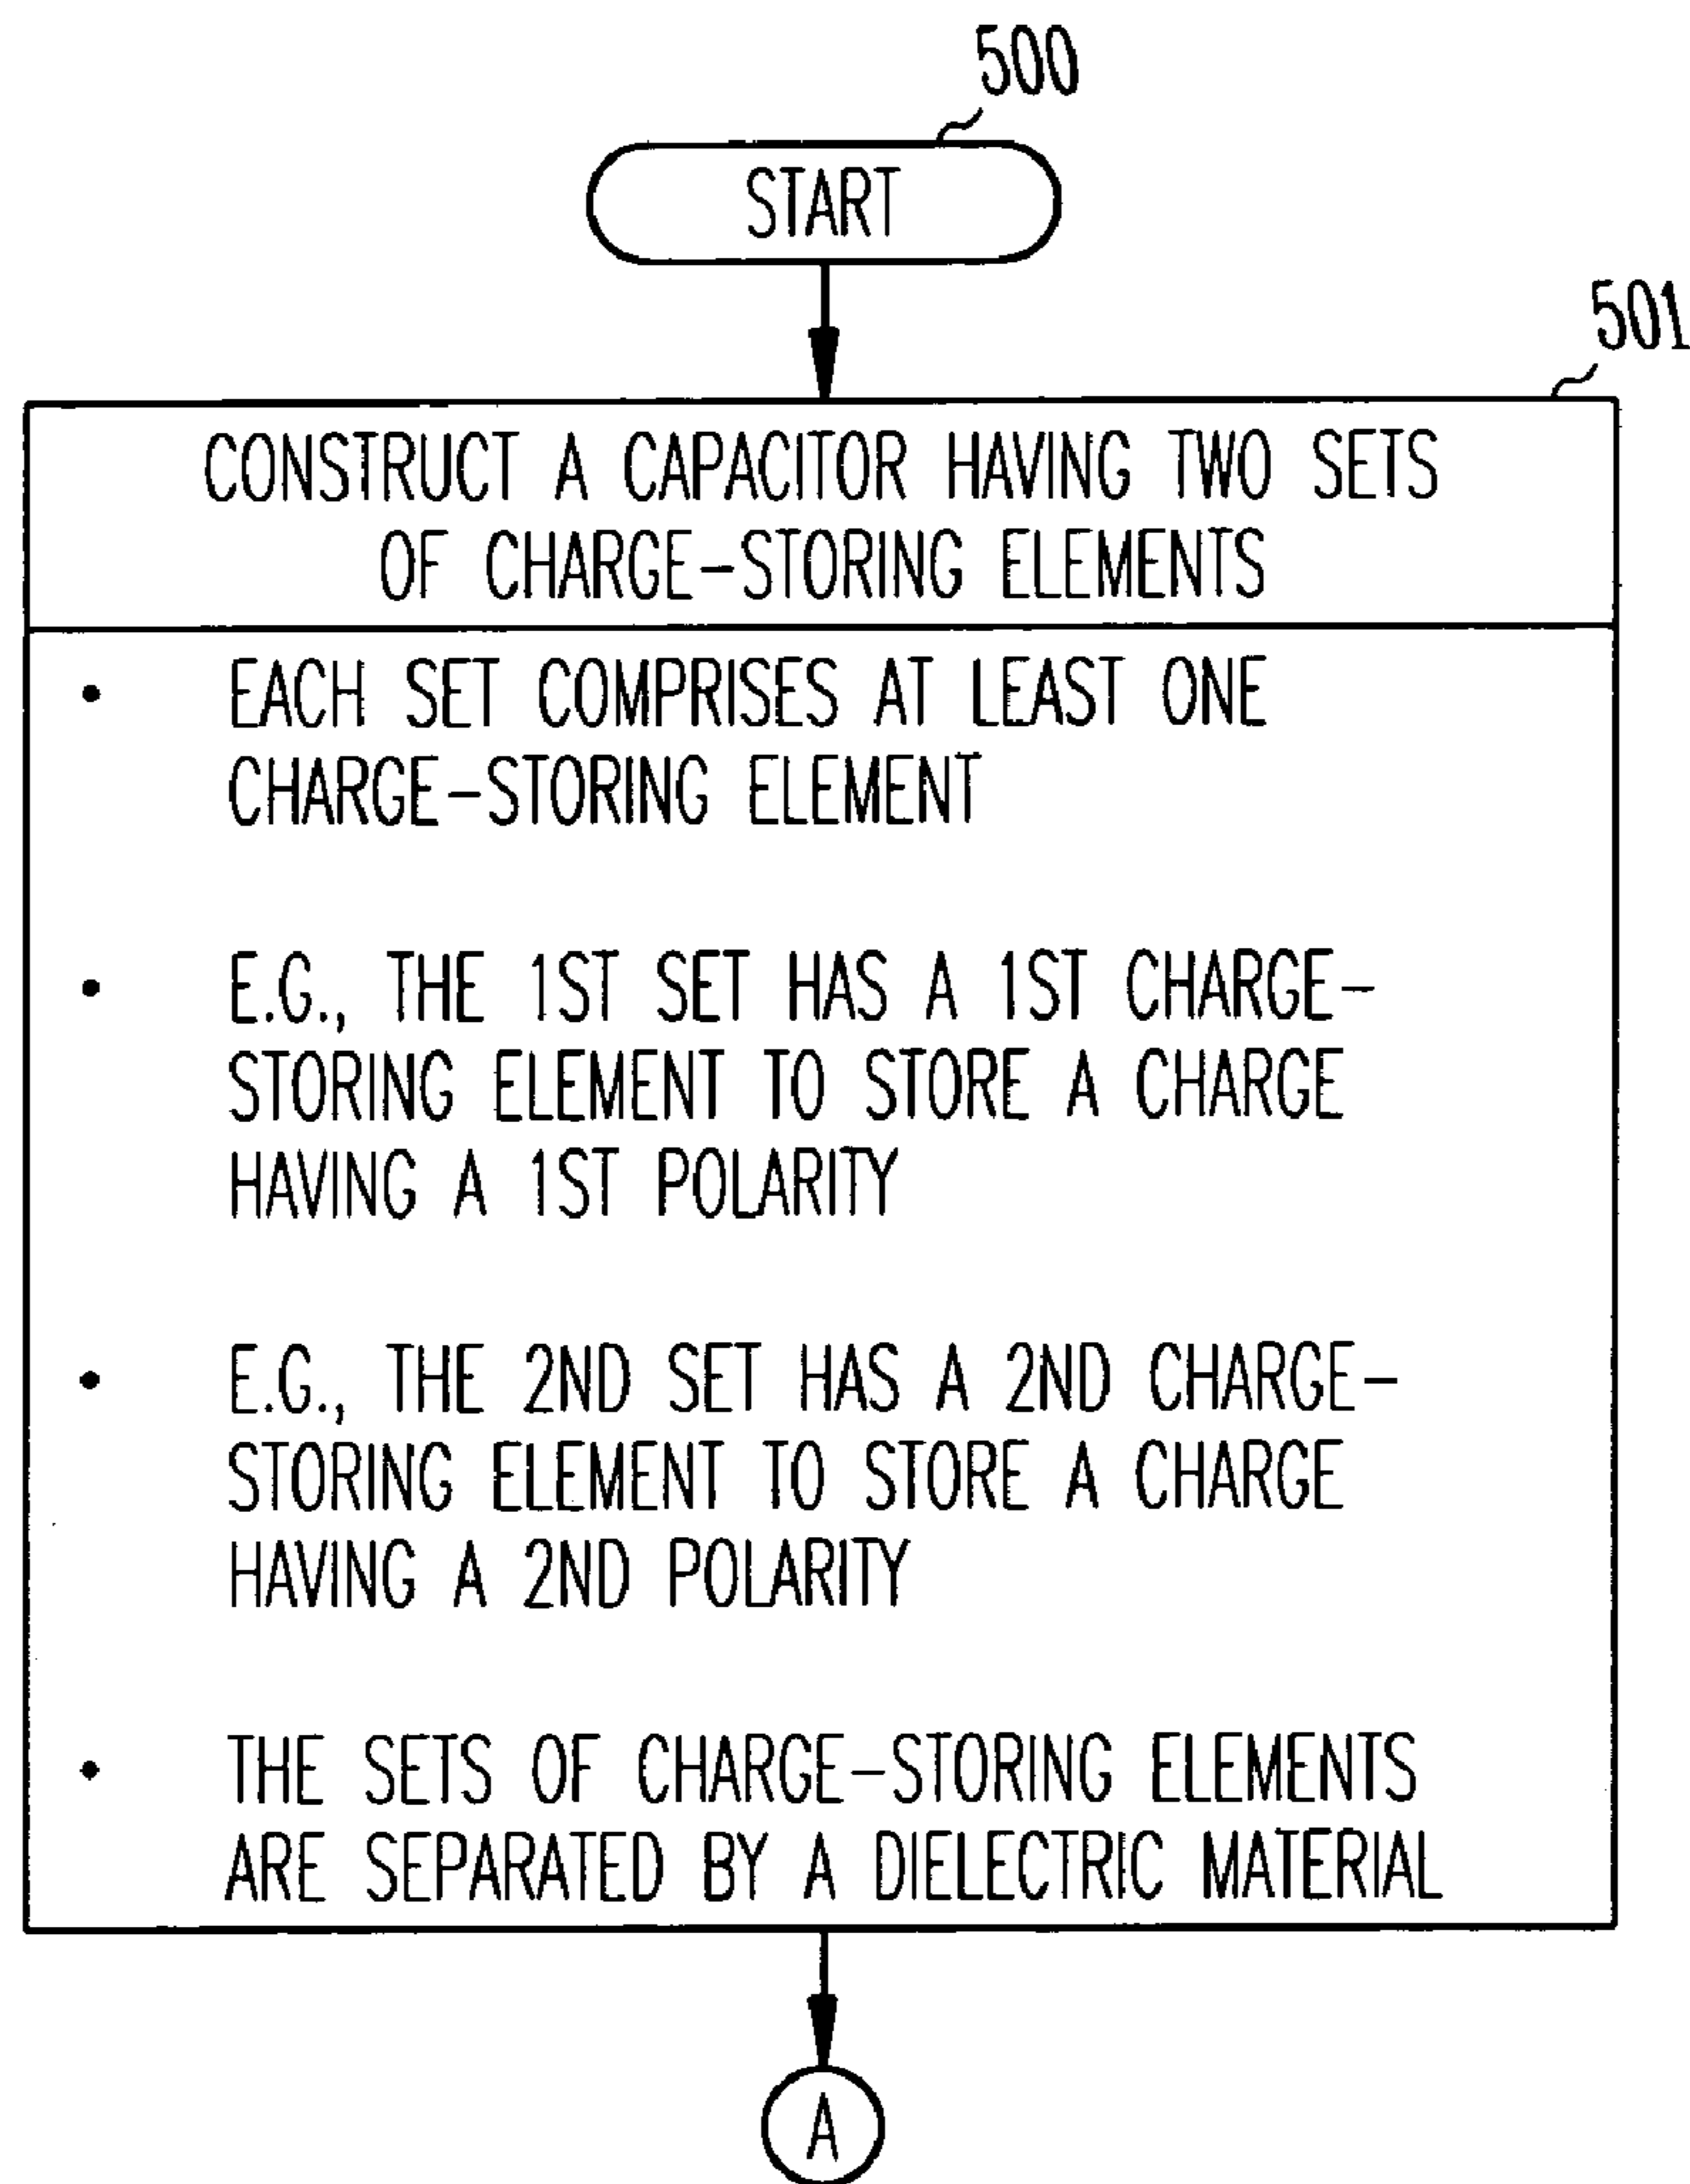 500
START
501
CONSTRUCT A CAPACITOR HAVING TWO SETS
OF CHARGE-STORING ELEMENTS
• EACH SET COMPRISES AT LEAST ONE
CHARGE-STORING ELEMENT
• E.G., THE 1ST SET HAS A 1ST CHARGE-
STORING ELEMENT TO STORE A CHARGE
HAVING A 1ST POLARITY
• E.G., THE 2ND SET HAS A 2ND CHARGE-
STORING ELEMENT TO STORE A CHARGE
HAVING A 2ND POLARITY
• THE SETS OF CHARGE-STORING ELEMENTS
ARE SEPARATED BY A DIELECTRIC MATERIAL
A